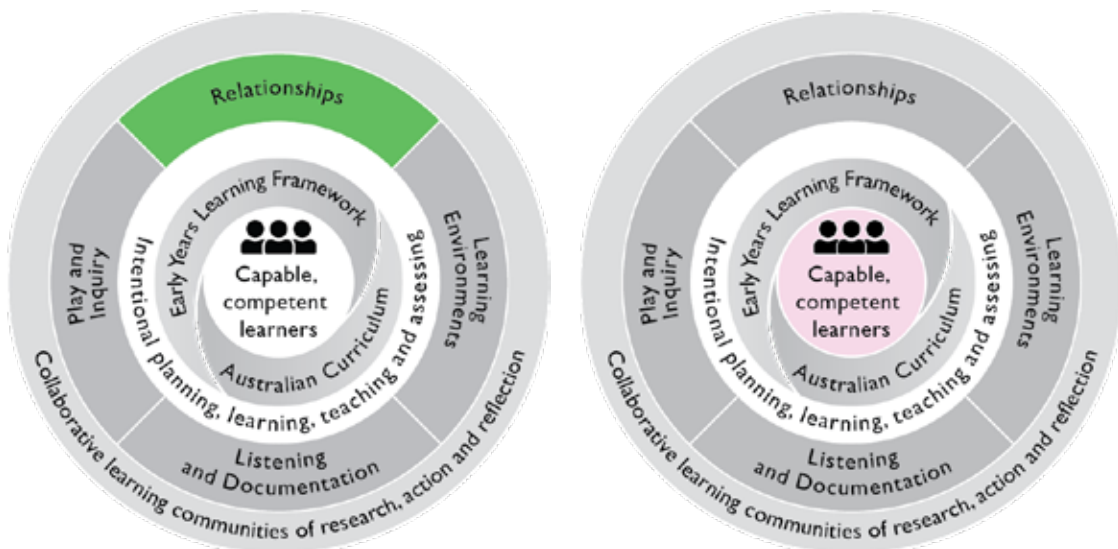 Relationships
Play and
Inquiry
Learning
Environments
Listening
and Documentation
Early Years Learning Framework
Australian Curriculum
Capable,
competent
learners
Intentional planning, learning, teaching and assessing
Collaborative learning communities of research, action and reflection
Relationships
Play and
Inquiry
Learning
Environments
Listening
and Documentation
Early Years Learning Framework
Australian Curriculum
Capable,
competent
learners
Intentional planning, learning, teaching and assessing
Collaborative learning communities of research, action and reflection